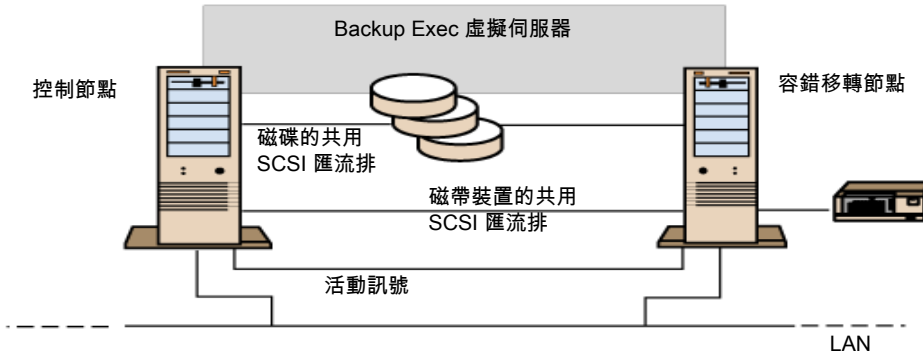 Backup Exec 虛擬伺服器
控制節點
容錯移轉節點
磁碟的共用
SCSI 匯流排
磁帶裝置的共用
SCSI 匯流排
活動訊號
LAN